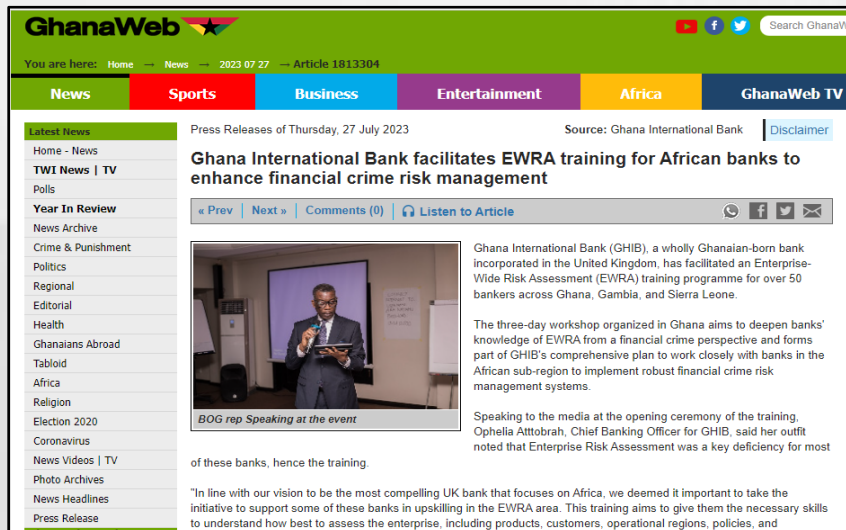 GhanaWeb
Search GhanaW
You are here: Home → News → 2023 07 27 → Article 1813304
News Sports Business Entertainment Africa GhanaWeb TV
Latest News
Home - News
TWI News | TV
Polls
Year In Review
News Archive
Crime & Punishment
Politics
Regional
Editorial
Health
Ghanaians Abroad
Tabloid
Africa
Religion
Election 2020
Coronavirus
News Videos | TV
Photo Archives
News Headlines
Press Release
Press Releases of Thursday, 27 July 2023 Source: Ghana International Bank Disclaimer
Ghana International Bank facilitates EWRA training for African banks to
enhance financial crime risk management
« Prev Next » Comments (0) Listen to Article
BOG rep Speaking at the event
Ghana International Bank (GHIB), a wholly Ghanaian-born bank
incorporated in the United Kingdom, has facilitated an Enterprise-
Wide Risk Assessment (EWRA) training programme for over 50
bankers across Ghana, Gambia, and Sierra Leone.
The three-day workshop organized in Ghana aims to deepen banks'
knowledge of EWRA from a financial crime perspective and forms
part of GHIB's comprehensive plan to work closely with banks in the
African sub-region to implement robust financial crime risk
management systems.
Speaking to the media at the opening ceremony of the training,
Ophelia Atttobrah, Chief Banking Officer for GHIB, said her outfit
noted that Enterprise Risk Assessment was a key deficiency for most
of these banks, hence the training.
"In line with our vision to be the most compelling UK bank that focuses on Africa, we deemed it important to take the
initiative to support some of these banks in upskilling in the EWRA area. This training aims to give them the necessary skills
to understand how best to assess the enterprise, including products, customers, operational regions, policies, and